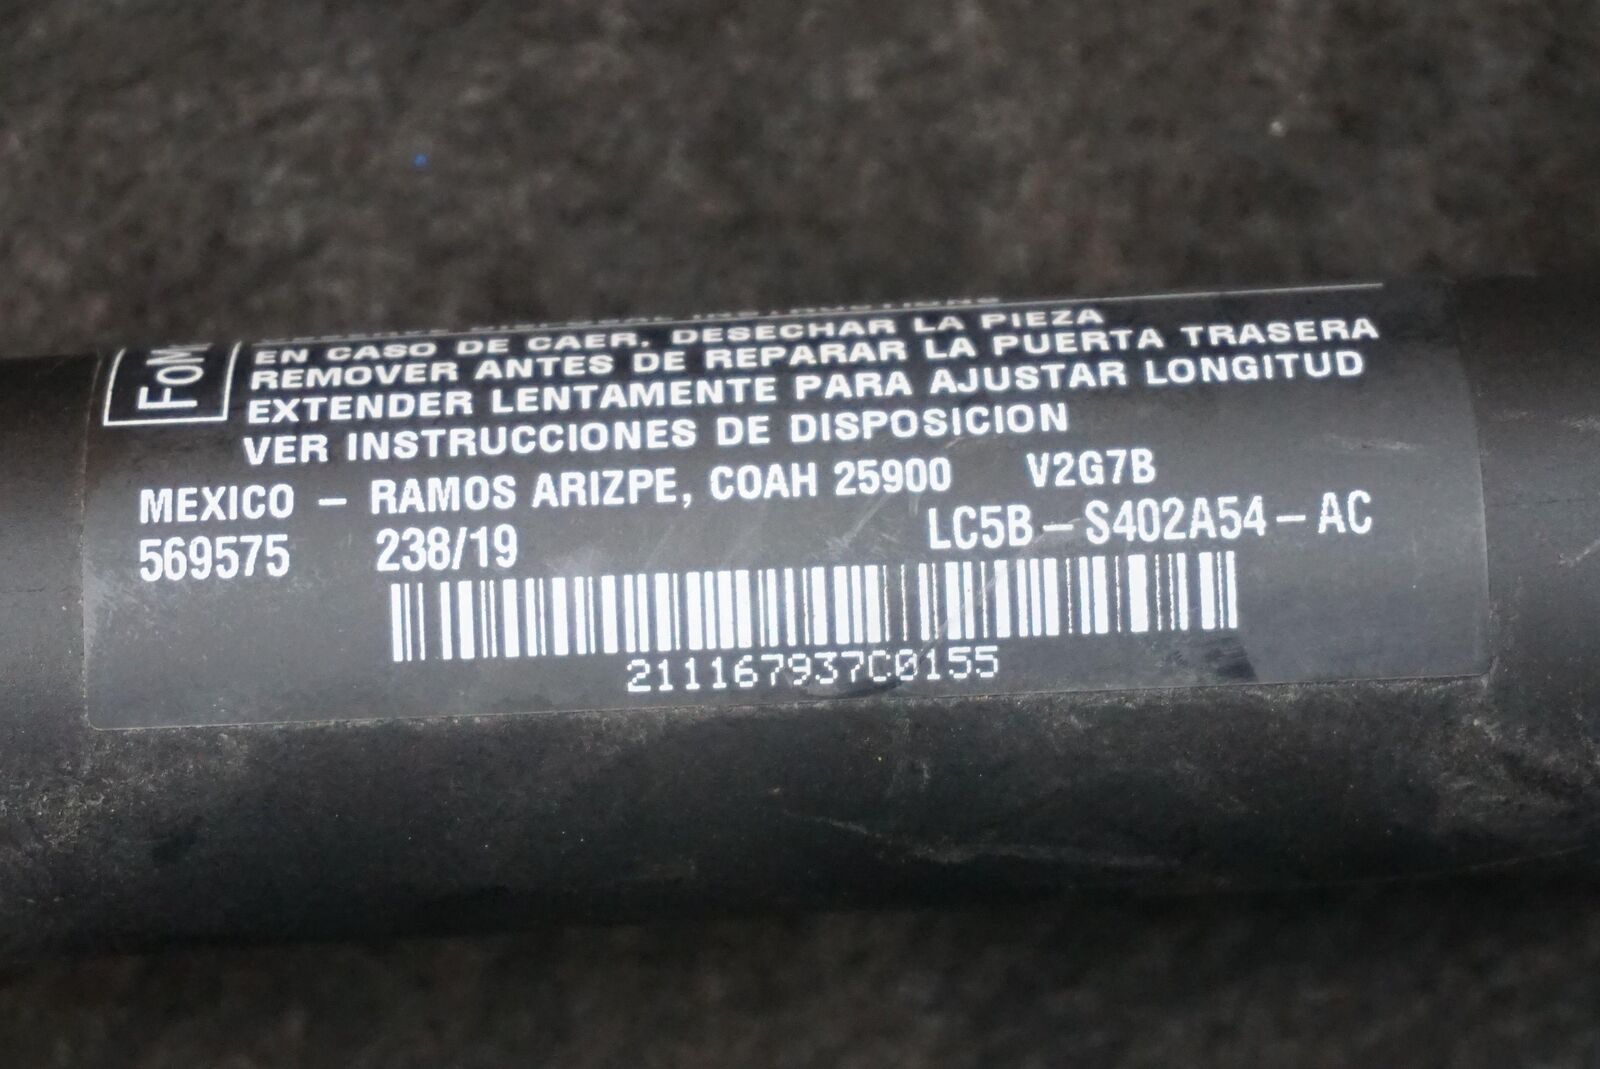 EN CASO DE CAER, DESECHAR LA PIEZA
REMOVER ANTES DE REPARAR LA PUERTA TRASERA
EXTENDER LENTAMENTE PARA AJUSTAR LONGITUD
VER INSTRUCCIONES DE DISPOSICION
MEXICO - RAMOS ARIZPE, COAH 25900 V2G7B
569575 238/19 LC5B - S402A54 - AC
211167937C0155